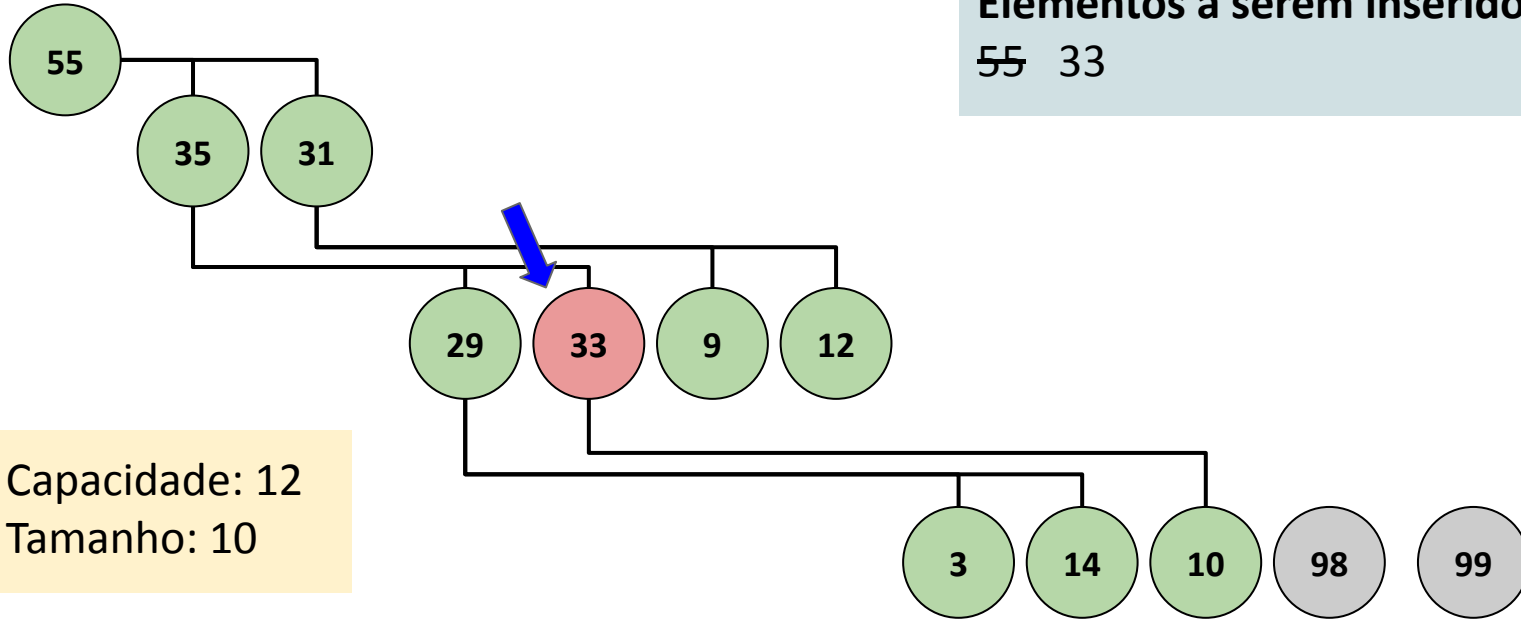 Elementos a serem inserido
55 33
55
35 31
29 33 9 12
Capacidade: 12
Tamanho: 10
3 14 10 98 99